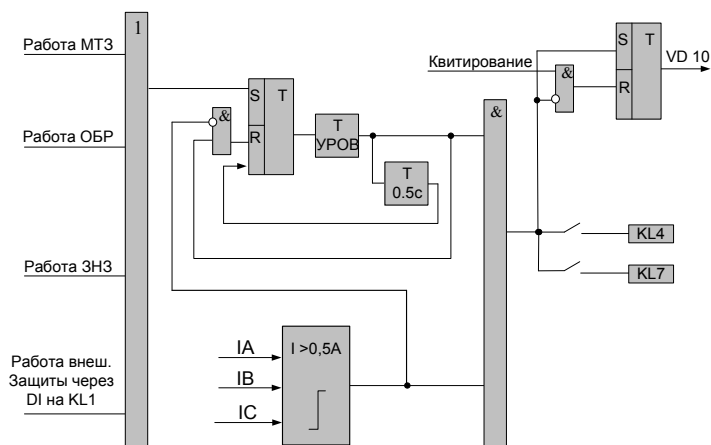 1
Работа МТЗ
Работа ОБР
Работа ЗНЗ
Работа внеш.
Защиты через
DI на KL1
S
T
&
R
T
УРОВ
T
0.5с
I >0,5A
IA
IB
IC
&
Квитирование
&
S
T
R
VD 10
KL4
KL7